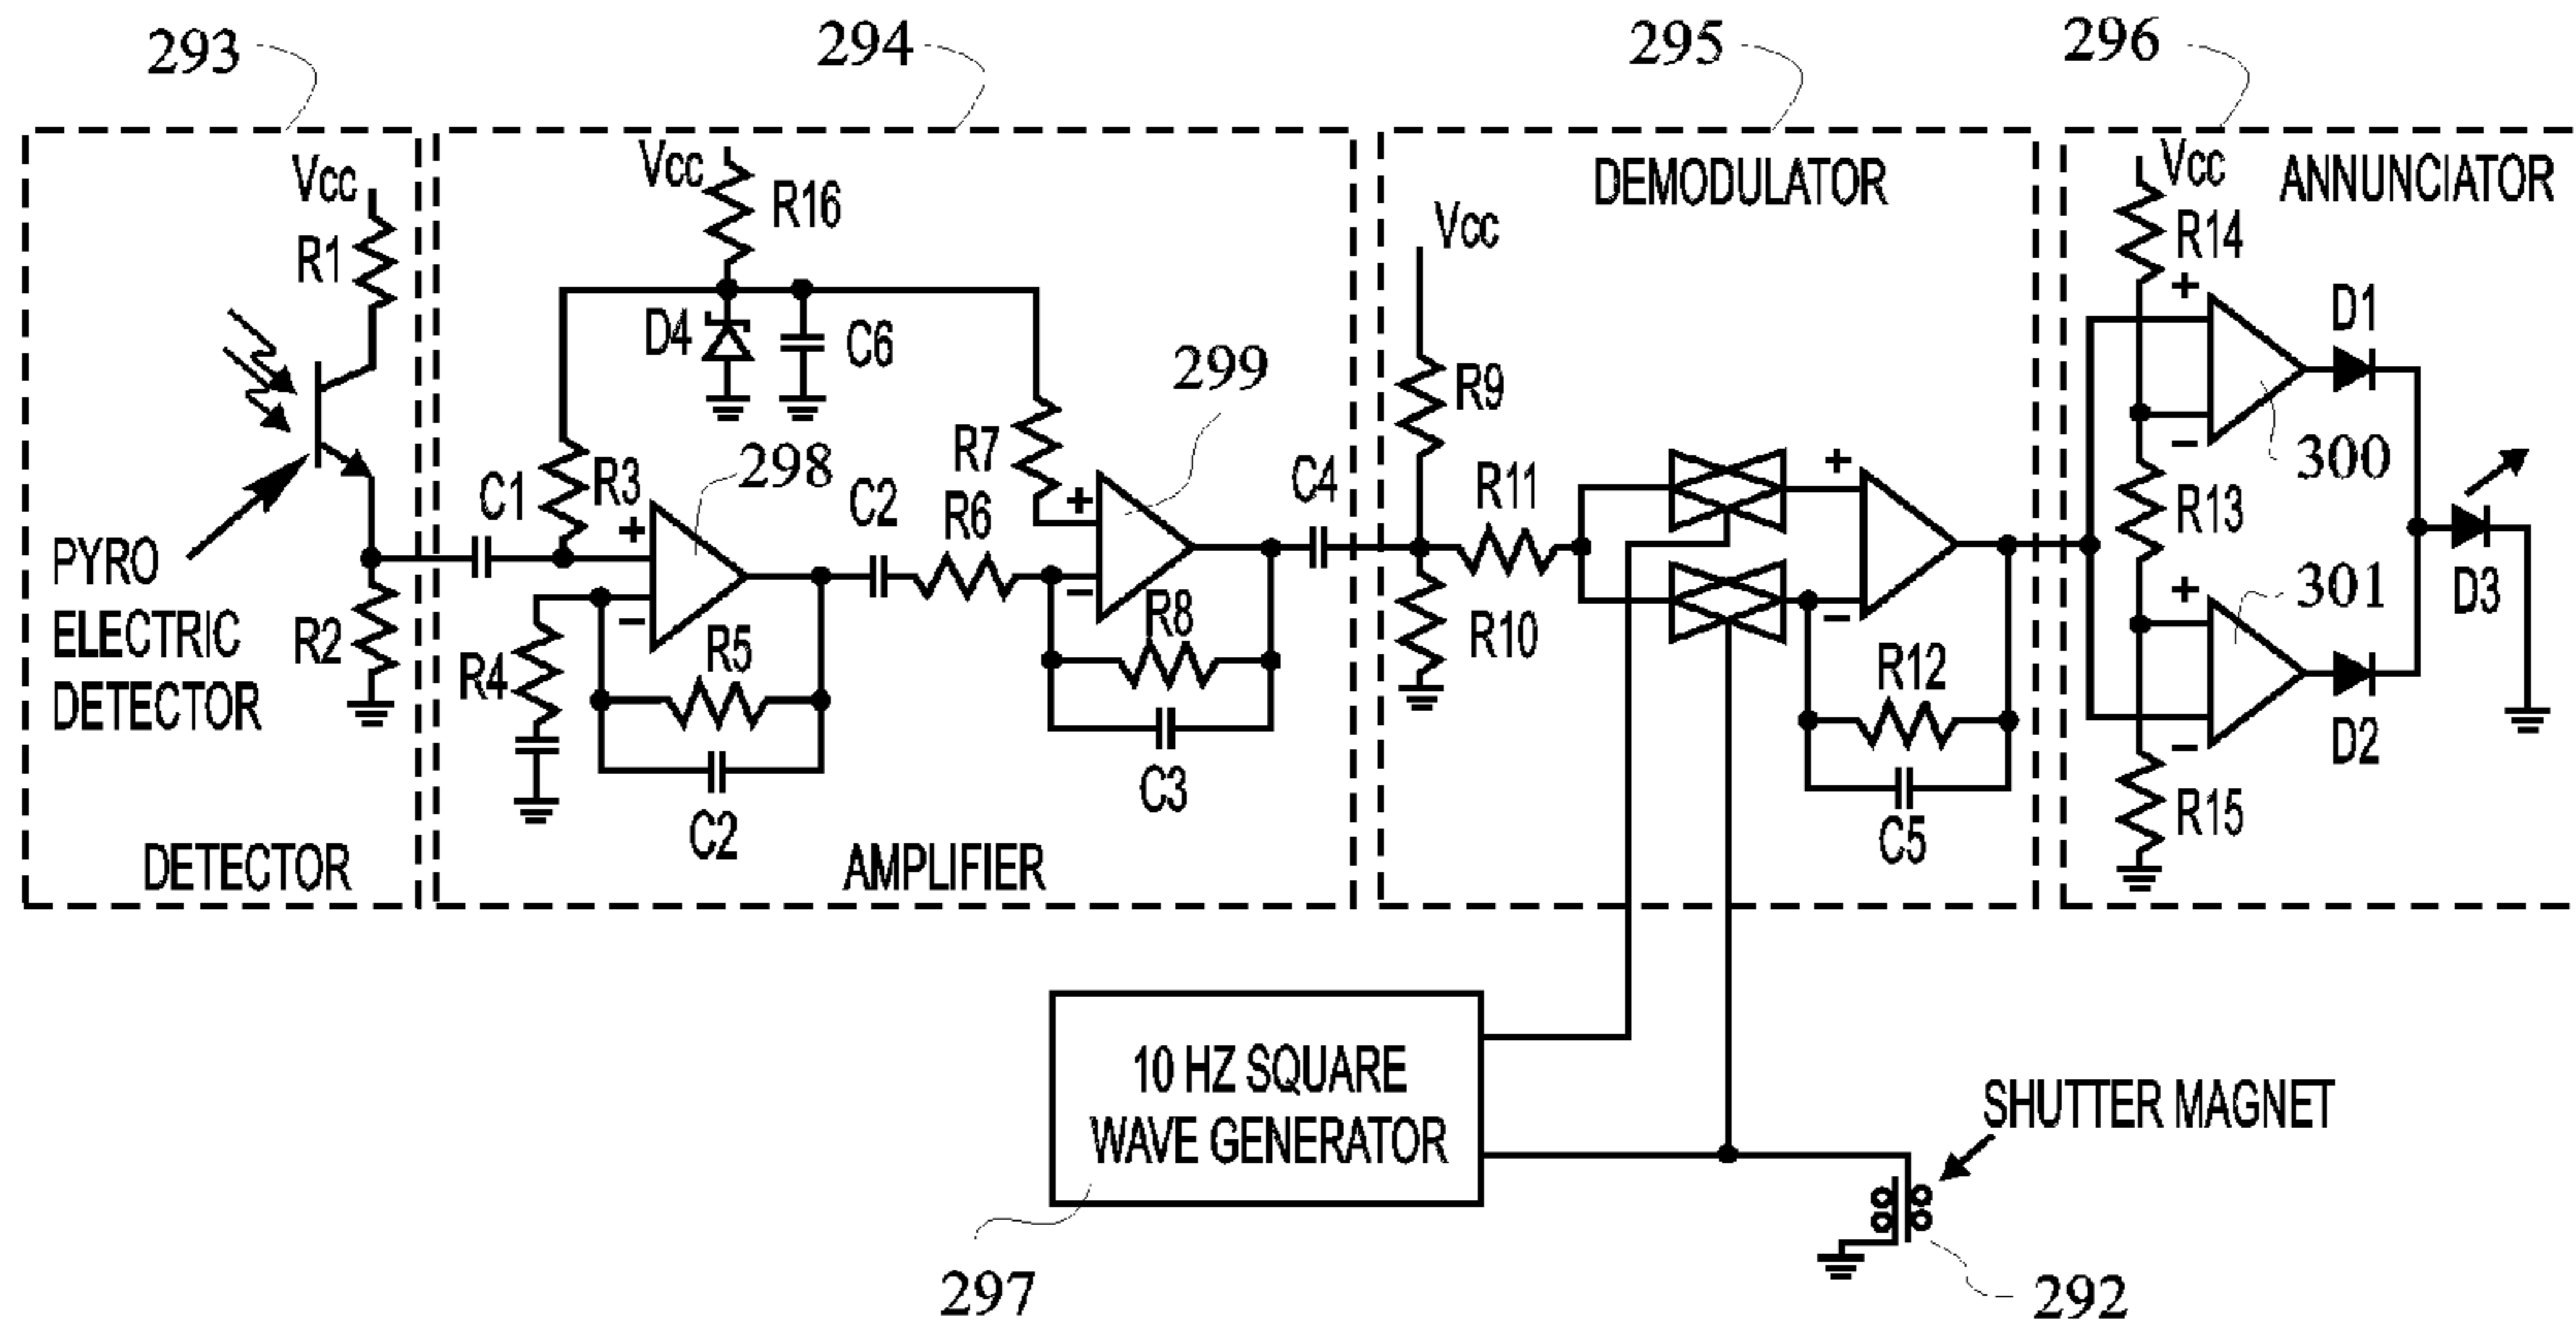 293
294
295
296
Vcc
R1
PYRO
ELECTRIC
DETECTOR
R2
DETECTOR
Vcc
R16
D4
C6
C1
R3
+
−
298
R4
R5
C2
C2
R6
R7
299
+
−
R8
C3
C4
AMPLIFIER
DEMODULATOR
Vcc
R9
R11
R10
+
−
R12
C5
Vcc
ANNUNCIATOR
R14
+
−
D1
300
R13
+
−
301
D3
D2
R15
10 HZ SQUARE
WAVE GENERATOR
297
SHUTTER MAGNET
292